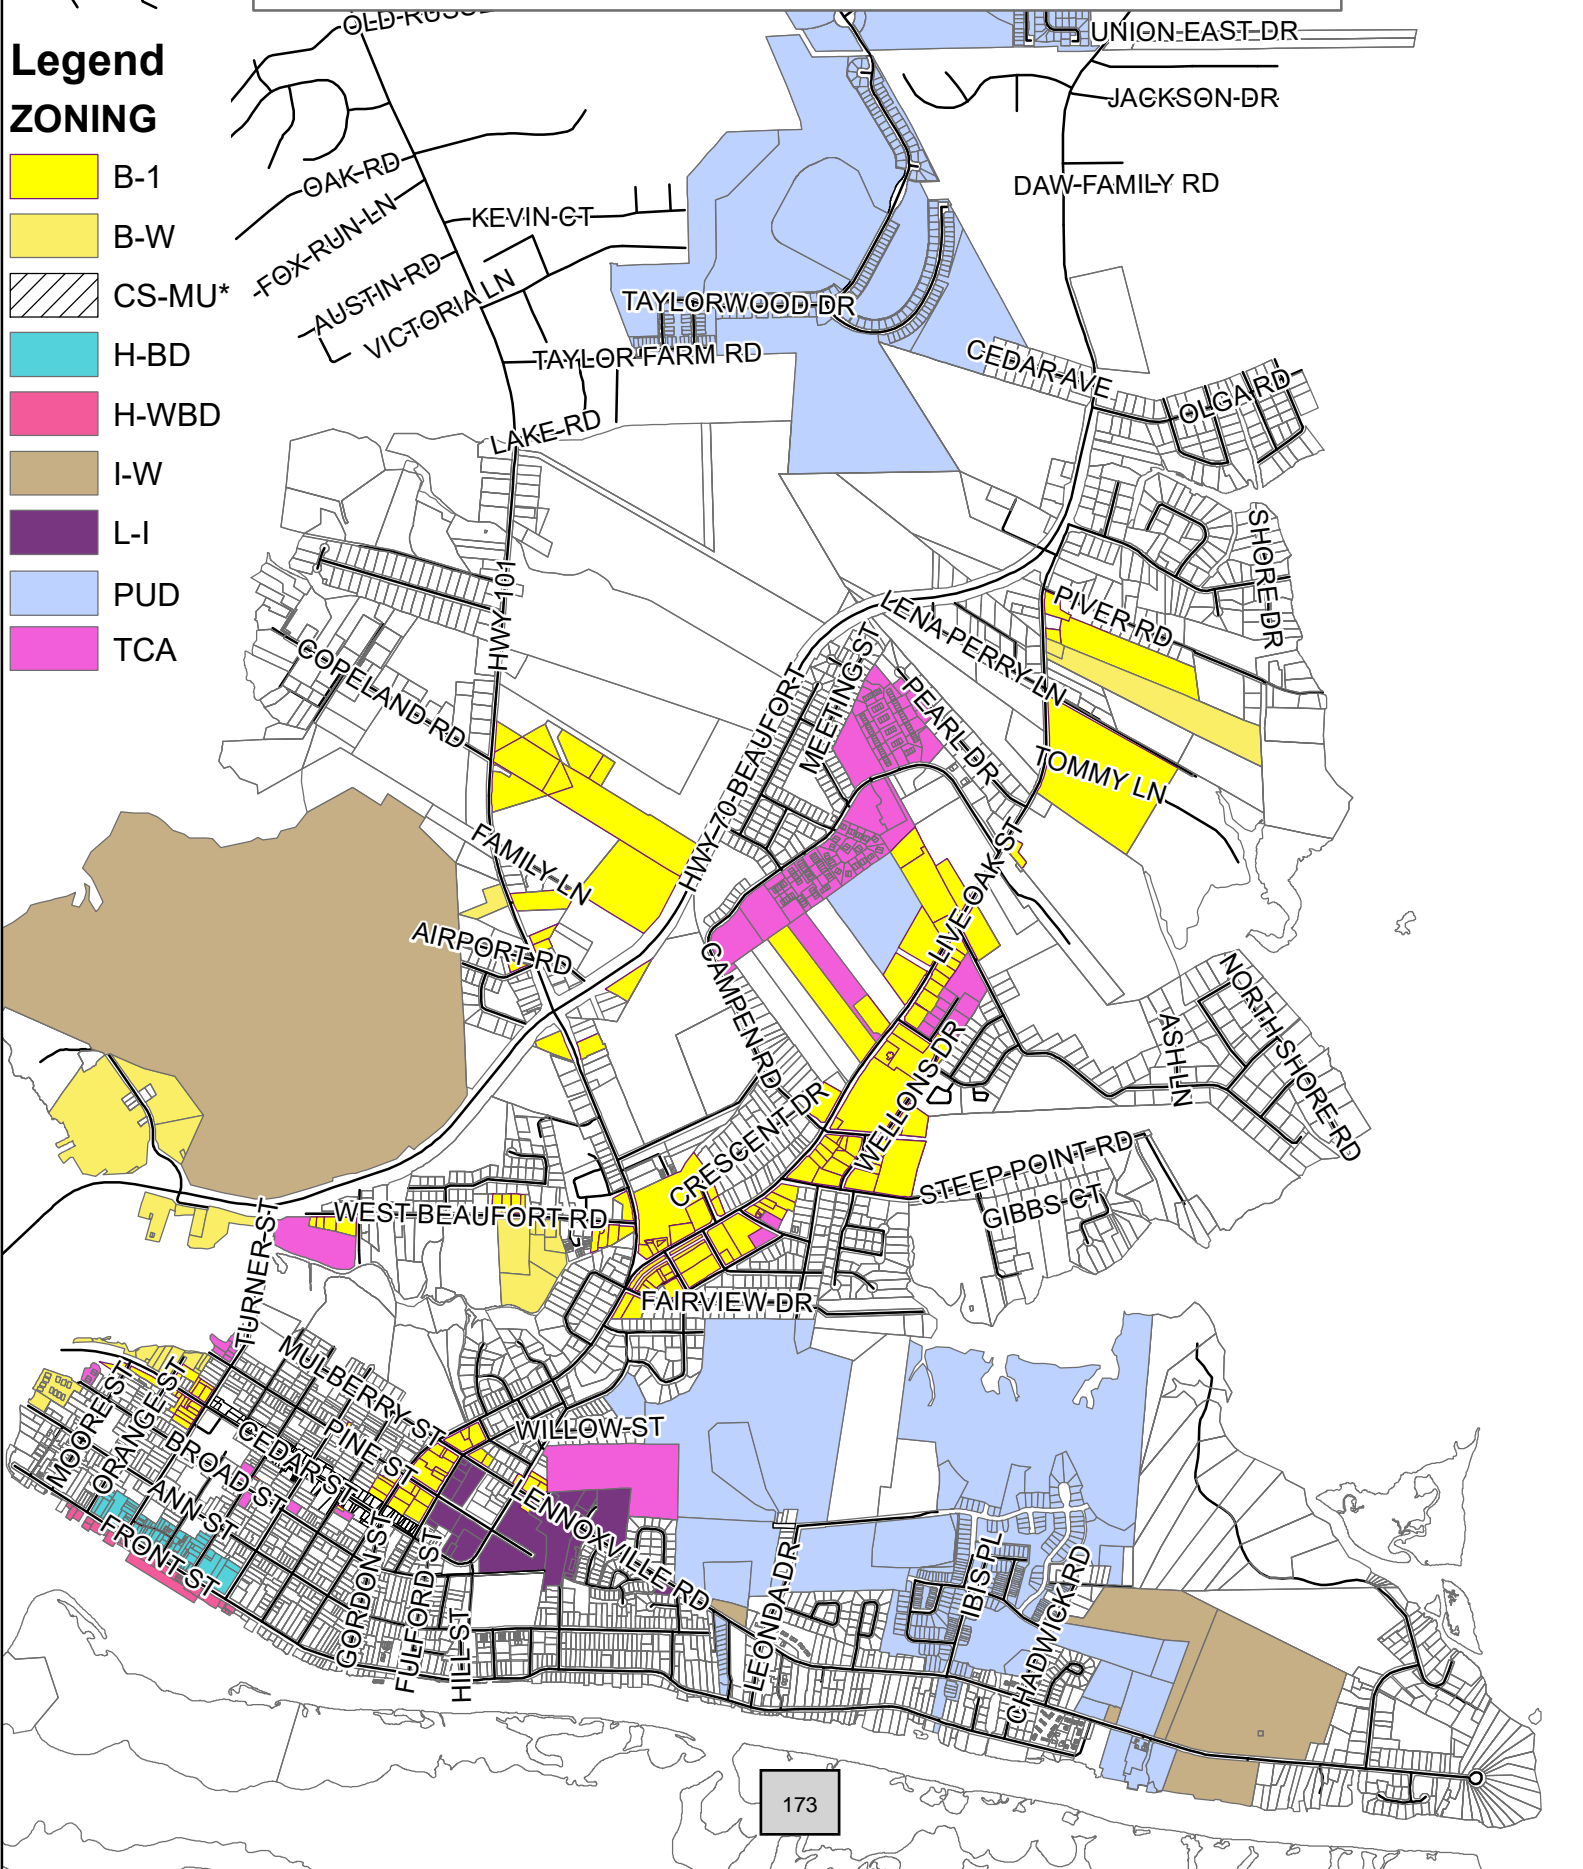 Legend
ZONING
B-1
B-W
CS-MU*
H-BD
H-WBD
I-W
L-I
PUD
TCA
UNION EAST DR
JACKSON DR
OAK RD
DAW FAMILY RD
FOX RUN LN
KEVIN CT
AUSTIN RD
VICTORIA LN
TAYLORWOOD DR
TAYLOR FARM RD
CEDAR AVE
OLGA RD
LAKE RD
SHORE DR
HWY 101
LENA PERRY LN
PIVER RD
COPELAND RD
MEETING ST
PEARL DR
HWY 70 BEAUFORT
TOMMY LN
FAMILY LN
LIVE OAK ST
AIRPORT RD
CAMPEN RD
NORTH SHORE RD
ASH LN
WELLONS DR
CRESCENT DR
STEEP POINT RD
GIBBS CT
WEST BEAUFORT RD
TURNER ST
FAIRVIEW DR
MULBERRY ST
MOORE ST
ORANGE ST
PINE ST
WILLOW ST
CEDAR ST
BROAD ST
ANN ST
FRONT ST
LENNOXVILLE RD
GORDON ST
FULFORD ST
HILL ST
LEONDA DR
IBIS PL
CHADWICK RD
173